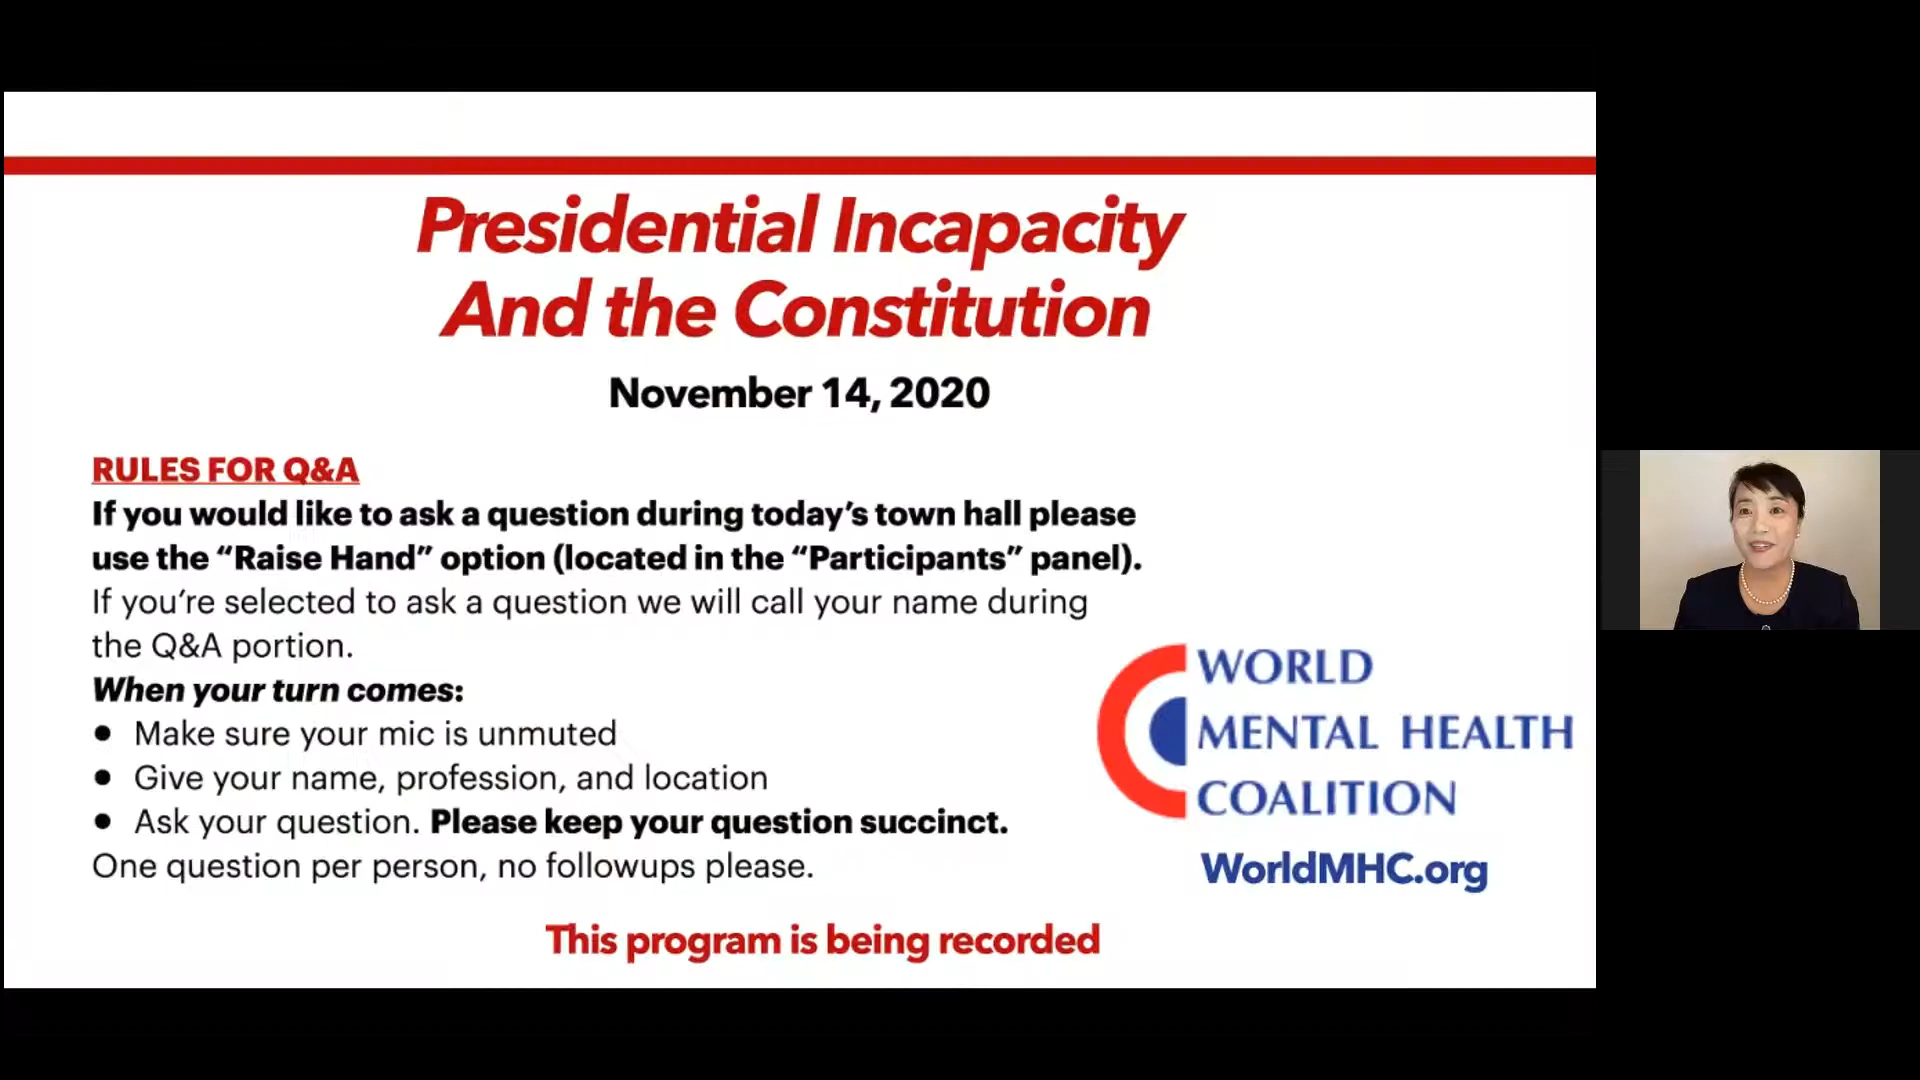 Presidential Incapacity
And the Constitution
November 14, 2020
RULES FOR Q&A
If you would like to ask a question during today’s town hall please
use the “Raise Hand” option (located in the “Participants” panel).
If you’re selected to ask a question we will call your name during
the Q&A portion.
When your turn comes:
● Make sure your mic is unmuted
● Give your name, profession, and location
● Ask your question. Please keep your question succinct.
One question per person, no followups please.
WORLD
MENTAL HEALTH
COALITION
WorldMHC.org
This program is being recorded